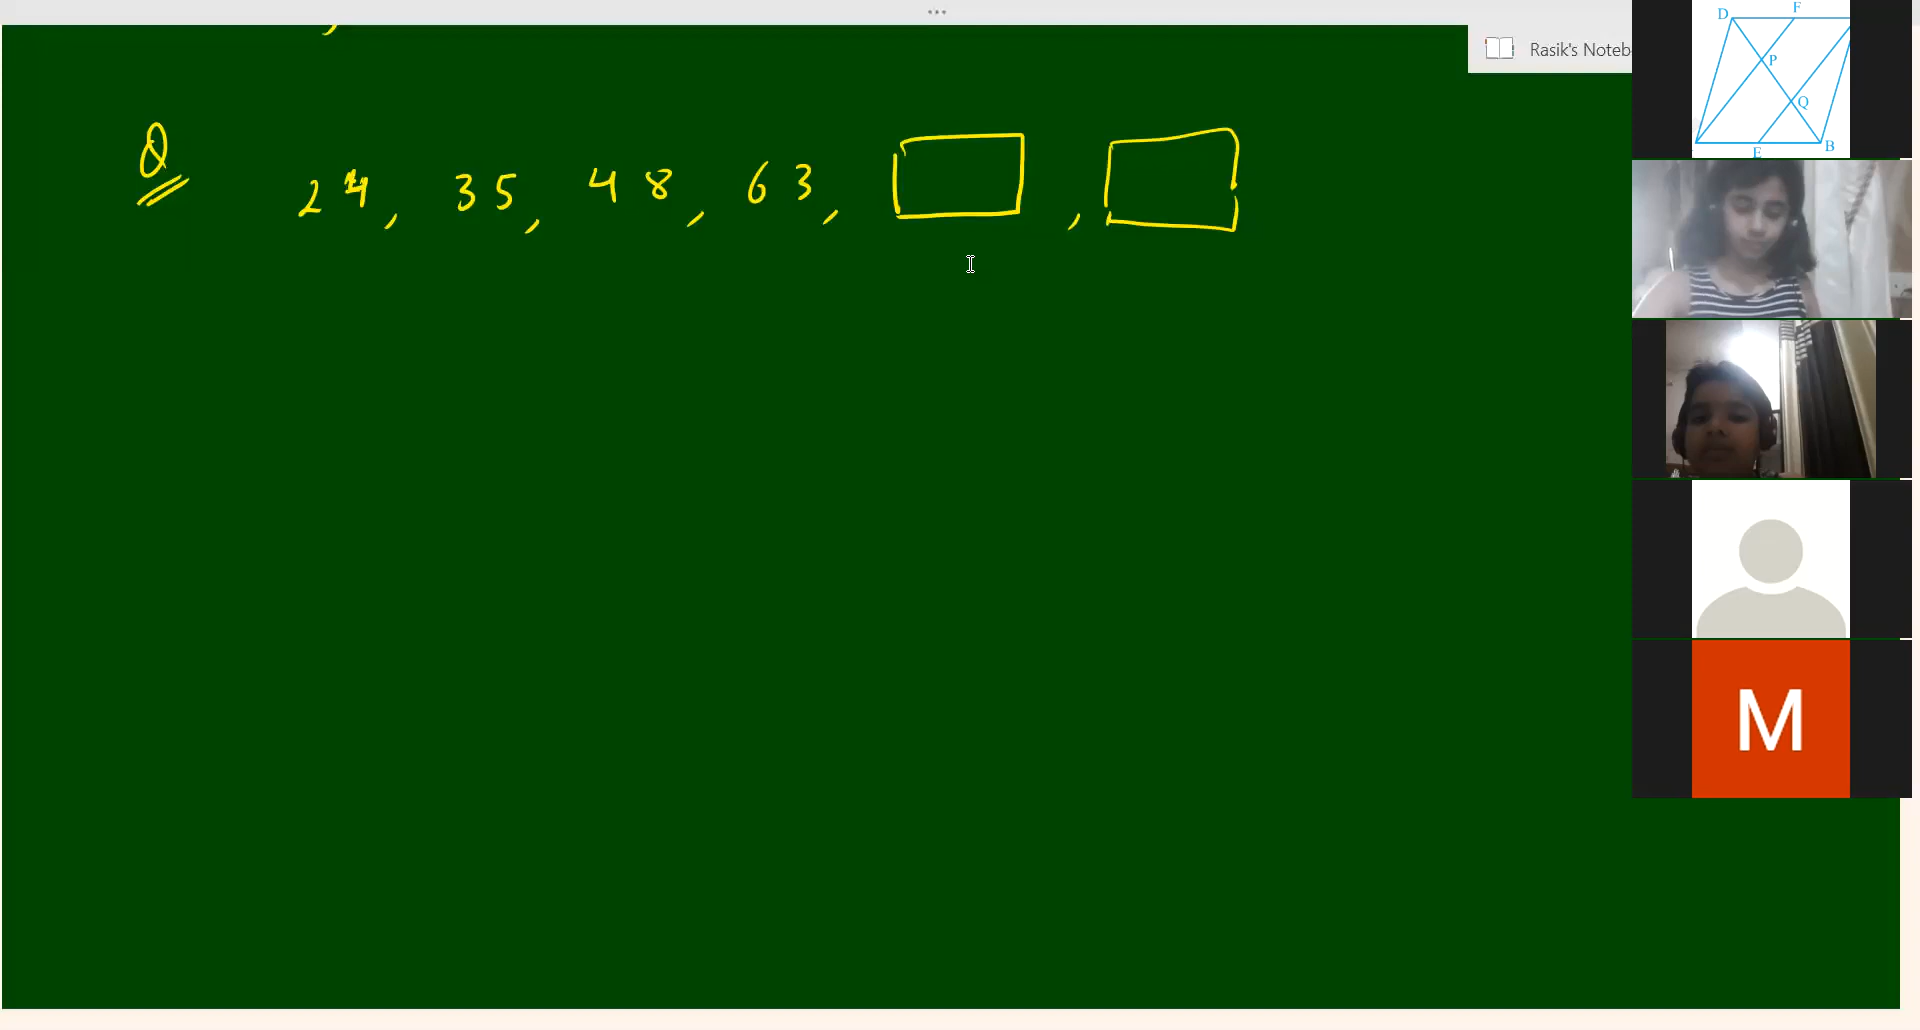 Rasik's Noteb
Q 24, 35, 48, 63, ,
D F
P
Q
E B
M